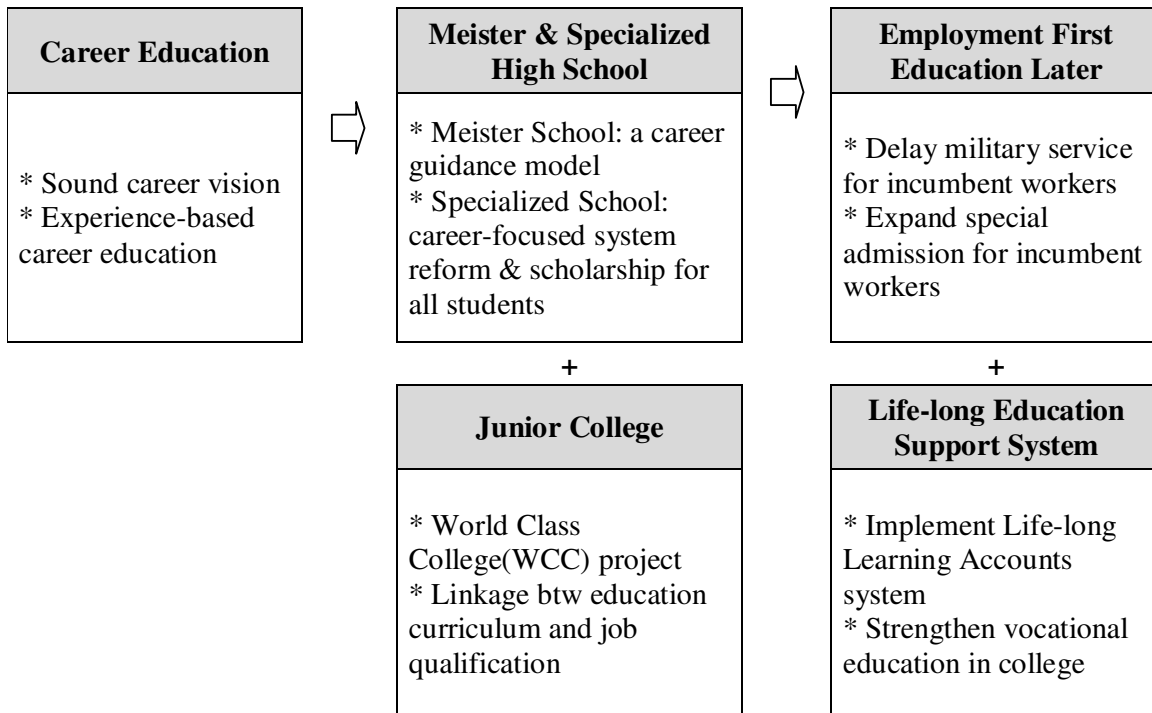 Career Education
* Sound career vision
* Experience-based
career education
Meister & Specialized
High School
* Meister School: a career
guidance model
* Specialized School:
career-focused system
reform & scholarship for
all students
+
Junior College
* World Class
College(WCC) project
* Linkage btw education
curriculum and job
qualification
Employment First
Education Later
* Delay military service
for incumbent workers
* Expand special
admission for incumbent
workers
+
Life-long Education
Support System
* Implement Life-long
Learning Accounts
system
* Strengthen vocational
education in college